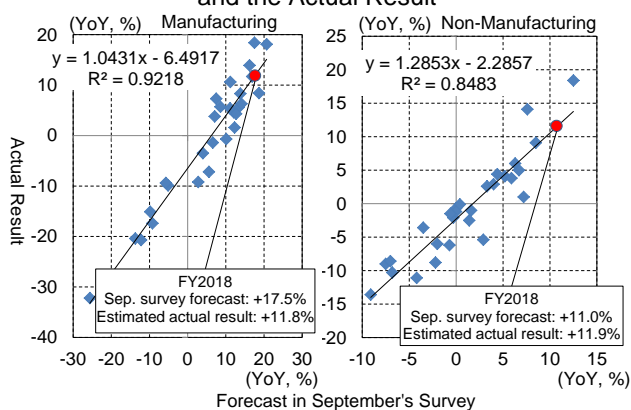 and the Actual Result
(YoY, %) Manufacturing
(YoY, %) Non-Manufacturing
20
10
0
-10
-20
-30
-40
y = 1.0431x - 6.4917
R² = 0.9218
Actual Result
FY2018
Sep. survey forecast: +17.5%
Estimated actual result: +11.8%
-30 -20 -10 0 10 20 30
(YoY, %)
25
20
15
10
5
0
-5
-10
-15
-20
y = 1.2853x - 2.2857
R² = 0.8483
FY2018
Sep. survey forecast: +11.0%
Estimated actual result: +11.9%
-10 -5 0 5 10 15
(YoY, %)
Forecast in September's Survey